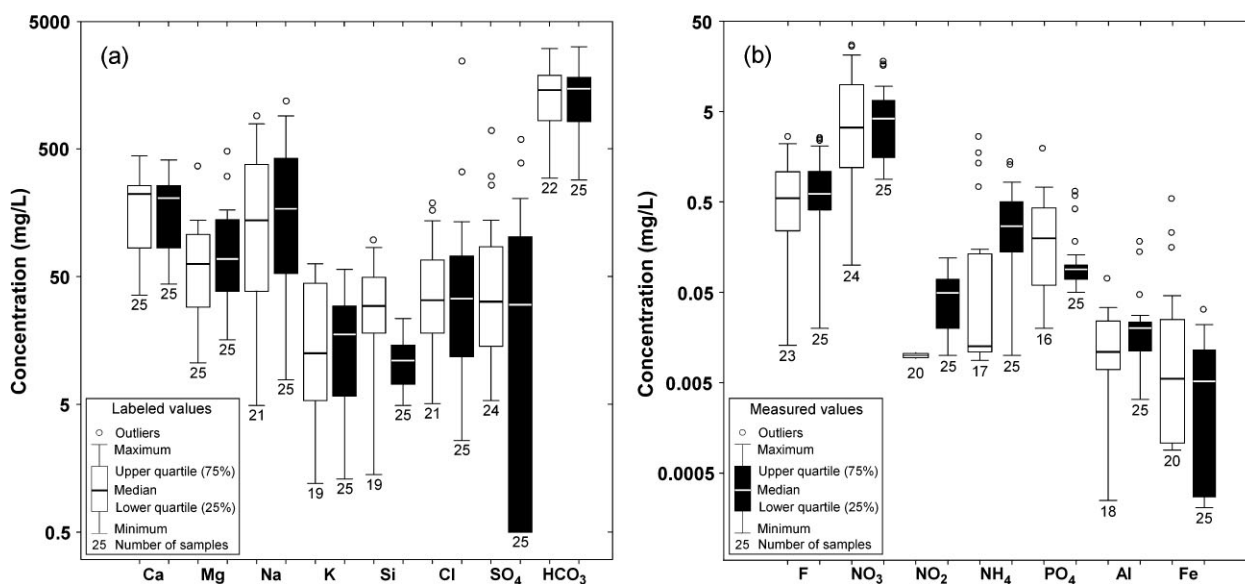 (a)
Concentration (mg/L)
5000
500
50
5
0.5
25
25
25
25
21
25
19
25
19
25
21
25
24
25
22
25
Labeled values
Outliers
Maximum
Upper quartile (75%)
Median
Lower quartile (25%)
Minimum
25 Number of samples
Ca Mg Na K Si Cl SO₄ HCO₃
(b)
Concentration (mg/L)
50
5
0.5
0.05
0.005
0.0005
23
25
24
25
20
25
17
25
16
25
18
25
20
25
Measured values
Outliers
Maximum
Upper quartile (75%)
Median
Lower quartile (25%)
Minimum
25 Number of samples
F NO₃ NO₂ NH₄ PO₄ Al Fe